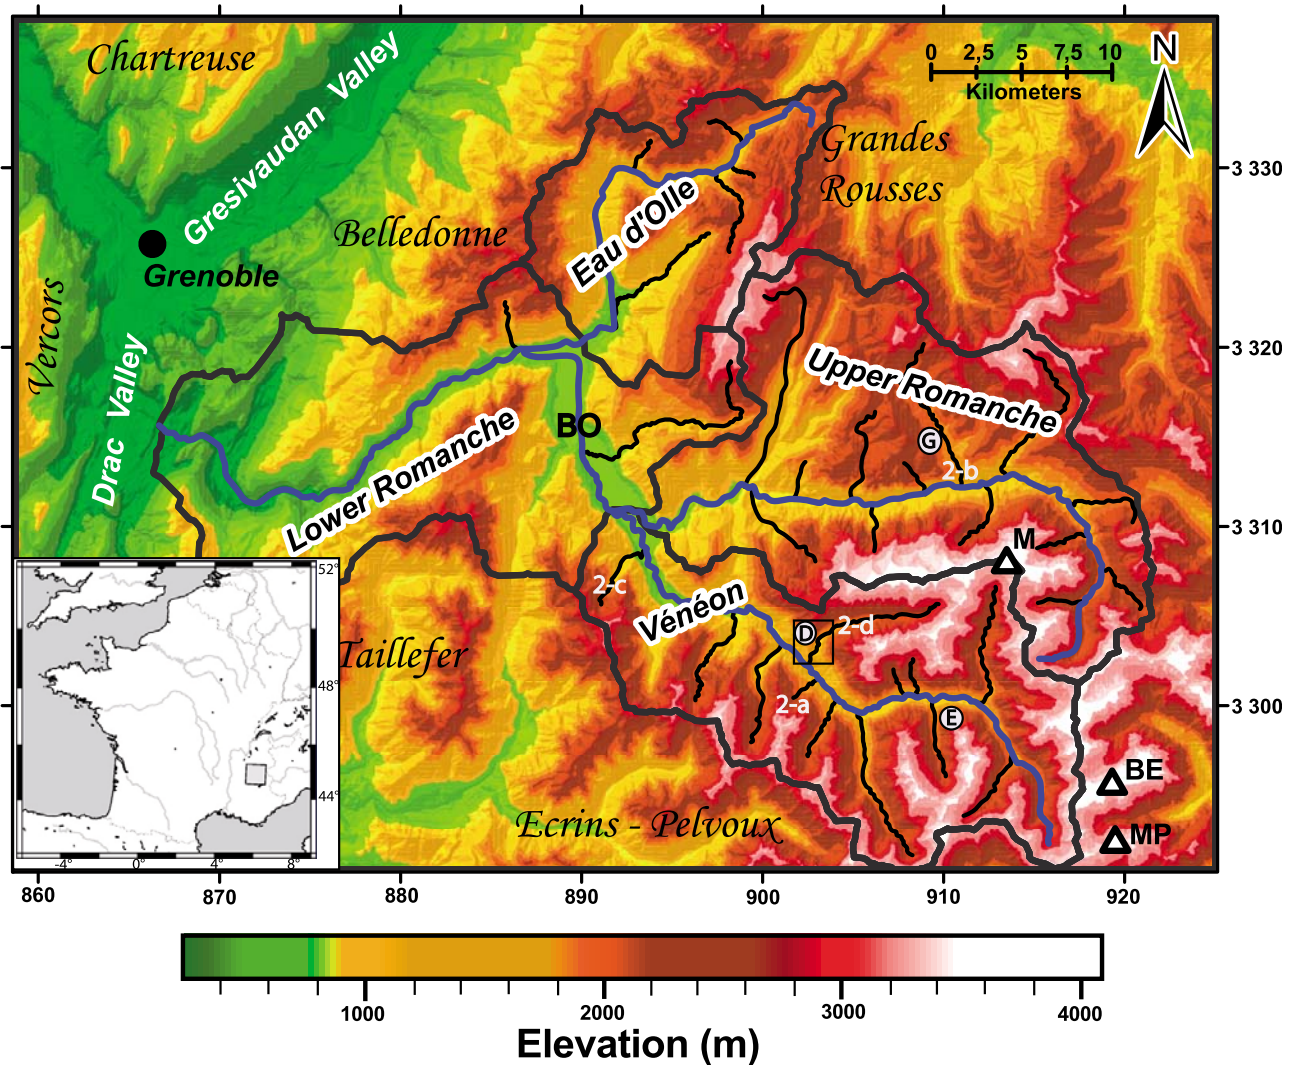 Chartreuse
Gresivaudan Valley
0 2,5 5 7,5 10
Kilometers
N
Grandes
Rousses
3 330
Belledonne
Eau d'Olle
Grenoble
Vercors
Drac Valley
3 320
Upper Romanche
BO
G
2-b
Lower Romanche
3 310
M
2-c
Vénéon
D
2-d
Taillefer
2-a
E
3 300
BE
Ecrins - Pelvoux
MP
52°
48°
44°
-4° 0° 4° 8°
860 870 880 890 900 910 920
1000 2000 3000 4000
Elevation (m)